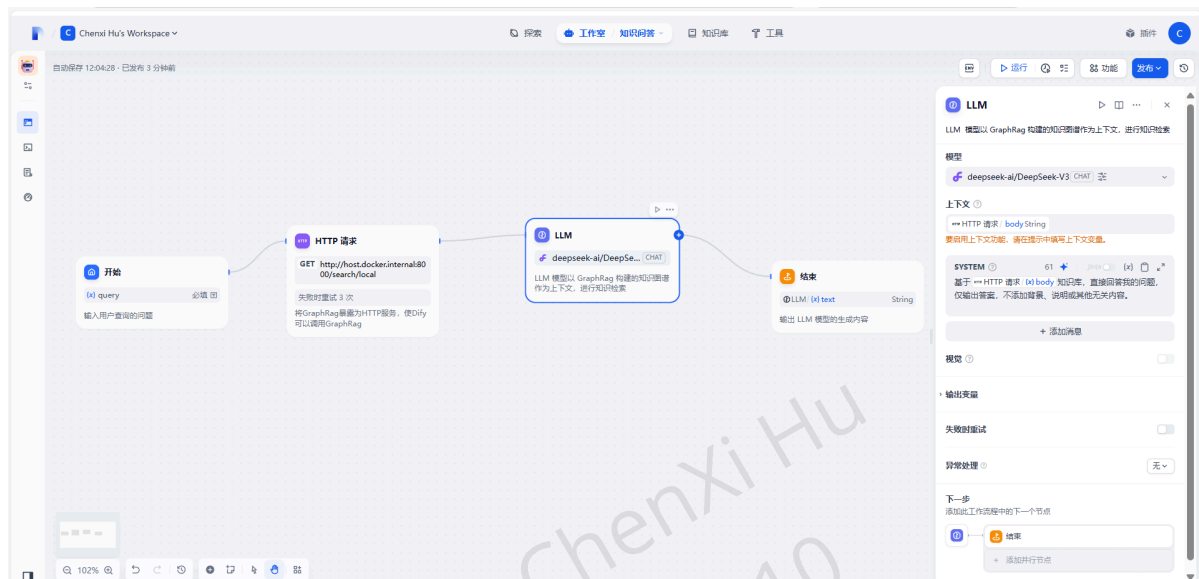 C Chenxi Hu's Workspace
探索
工作室 / 知识问答
知识库
工具
插件
C
自动保存 12:04:28 · 已发布 3 分钟前
ENV
运行
功能
发布
开始
{x} query 必填
输入用户查询的问题
HTTP 请求
GET http://host.docker.internal:80
00/search/local
失败时重试 3 次
将GraphRag暴露为HTTP服务，使Dify
可以调用GraphRag
LLM
deepseek-ai/DeepSe... CHAT
LLM 模型以 GraphRag 构建的知识图谱
作为上下文，进行知识检索
结束
LLM / {x} text String
输出 LLM 模型的生成内容
LLM
LLM 模型以 GraphRag 构建的知识图谱作为上下文，进行知识检索
模型
deepseek-ai/DeepSeek-V3 CHAT
上下文
HTTP 请求 / body String
要启用上下文功能，请在提示中填写上下文变量。
SYSTEM 61 {x}
基于 HTTP 请求 / {x} body 知识库，直接回答我的问题，
仅输出答案，不添加背景、说明或其他无关内容。
+ 添加消息
视觉
输出变量
失败时重试
异常处理 无
下一步
添加此工作流程中的下一个节点
结束
+ 添加并行节点
102%
ChenXi Hu